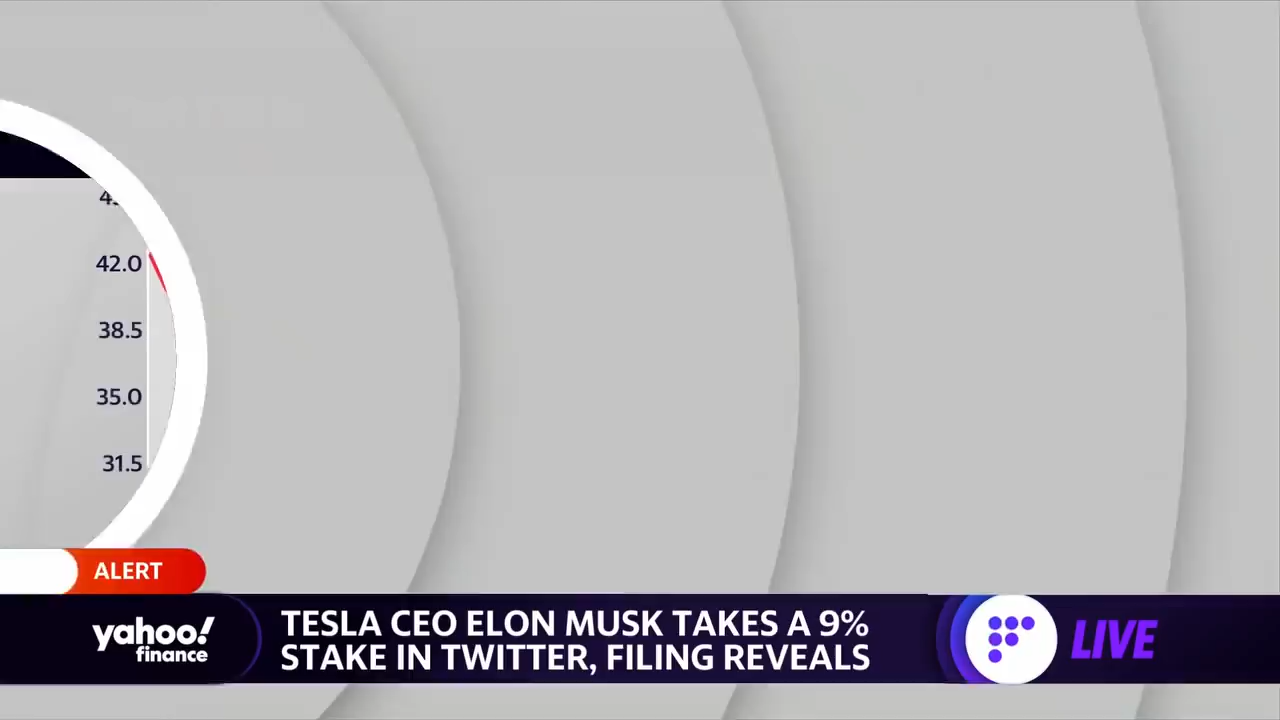 42.0
38.5
35.0
31.5
ALERT
yahoo!
finance
TESLA CEO ELON MUSK TAKES A 9%
STAKE IN TWITTER, FILING REVEALS
LIVE